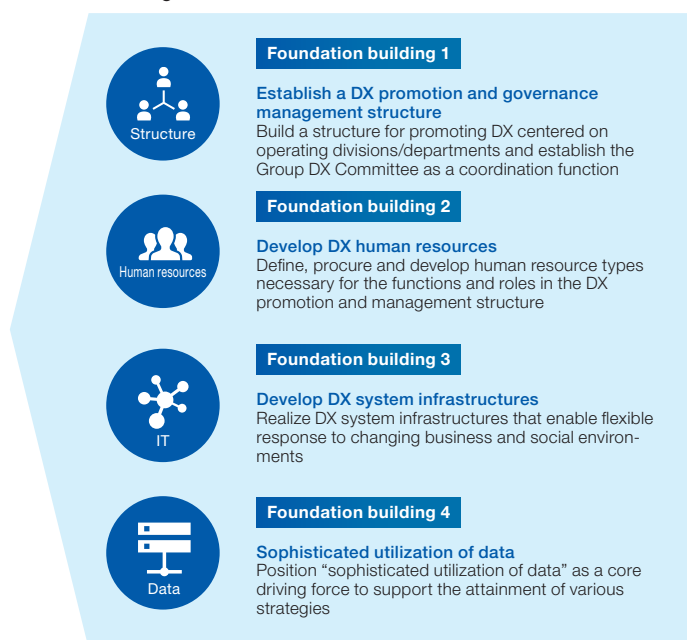 Foundation building 1
Establish a DX promotion and governance
management structure
Build a structure for promoting DX centered on
operating divisions/departments and establish the
Group DX Committee as a coordination function
Structure
Foundation building 2
Develop DX human resources
Define, procure and develop human resource types
necessary for the functions and roles in the DX
promotion and management structure
Human resources
Foundation building 3
Develop DX system infrastructures
Realize DX system infrastructures that enable flexible
response to changing business and social environ-
ments
IT
Foundation building 4
Sophisticated utilization of data
Position “sophisticated utilization of data” as a core
driving force to support the attainment of various
strategies
Data